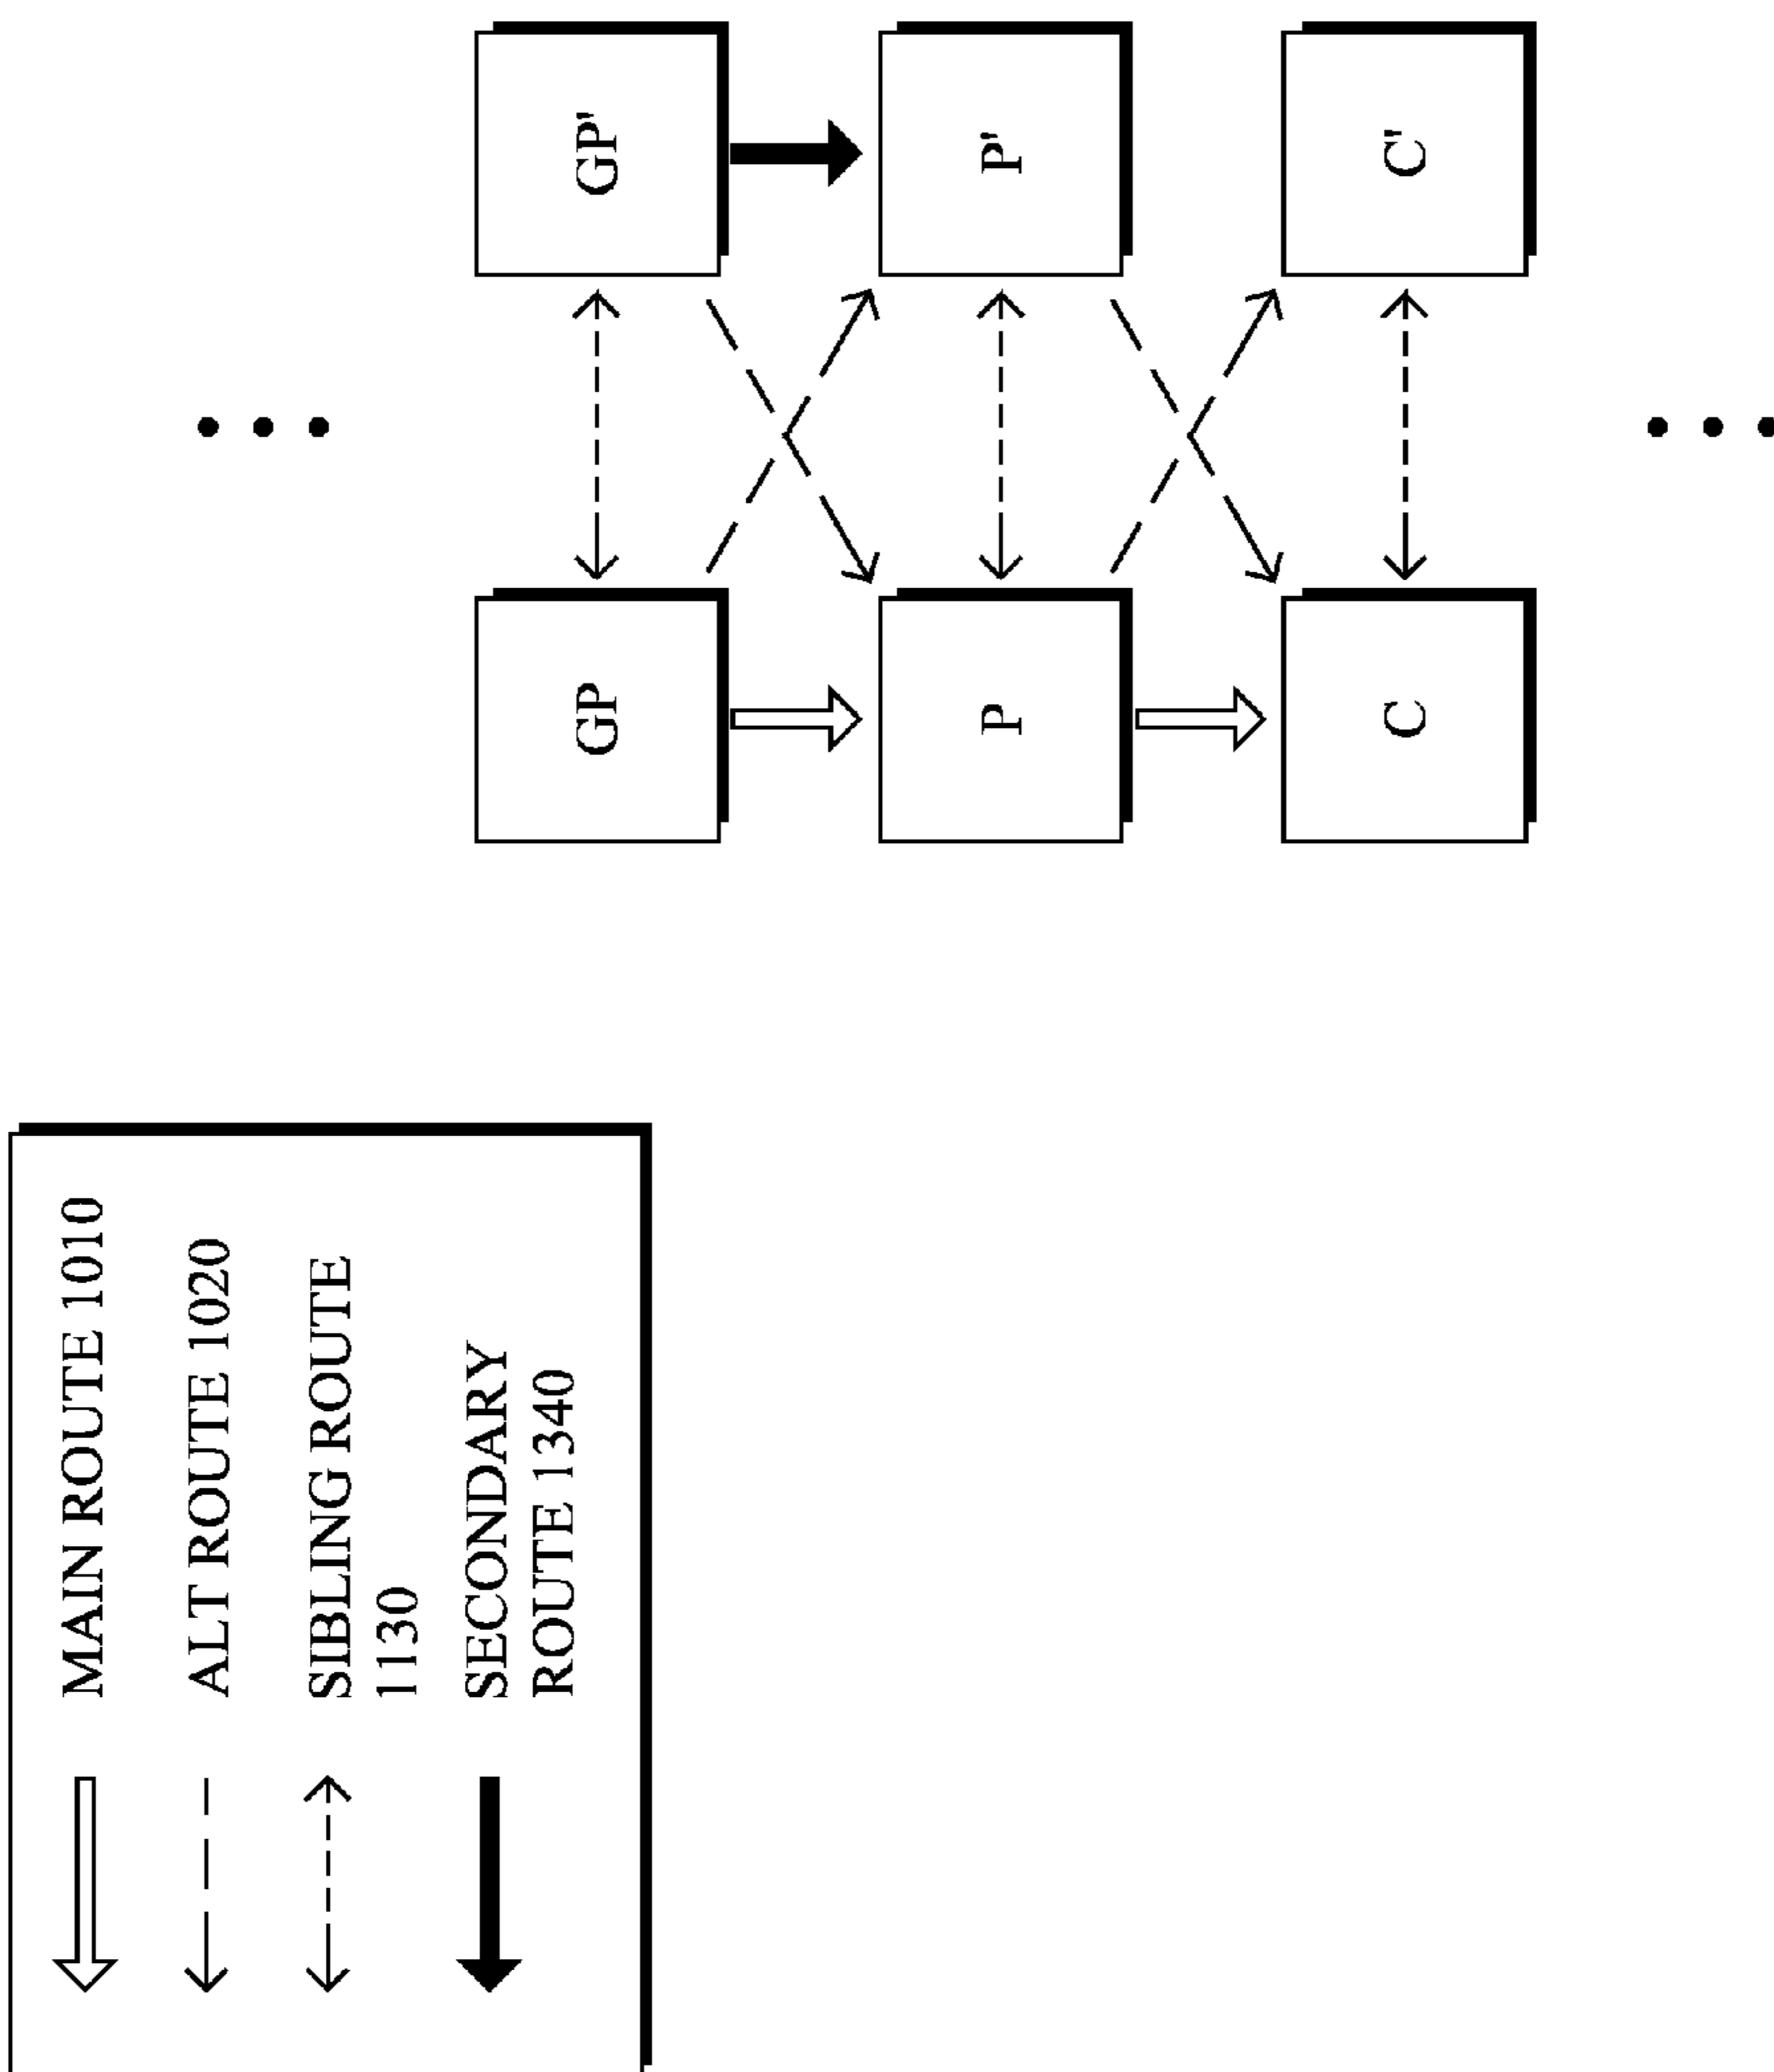 GP'
P'
C'
GP
P
C
MAIN ROUTE 1010
ALT ROUTE 1020
SIBLING ROUTE
1130
SECONDARY
ROUTE 1340